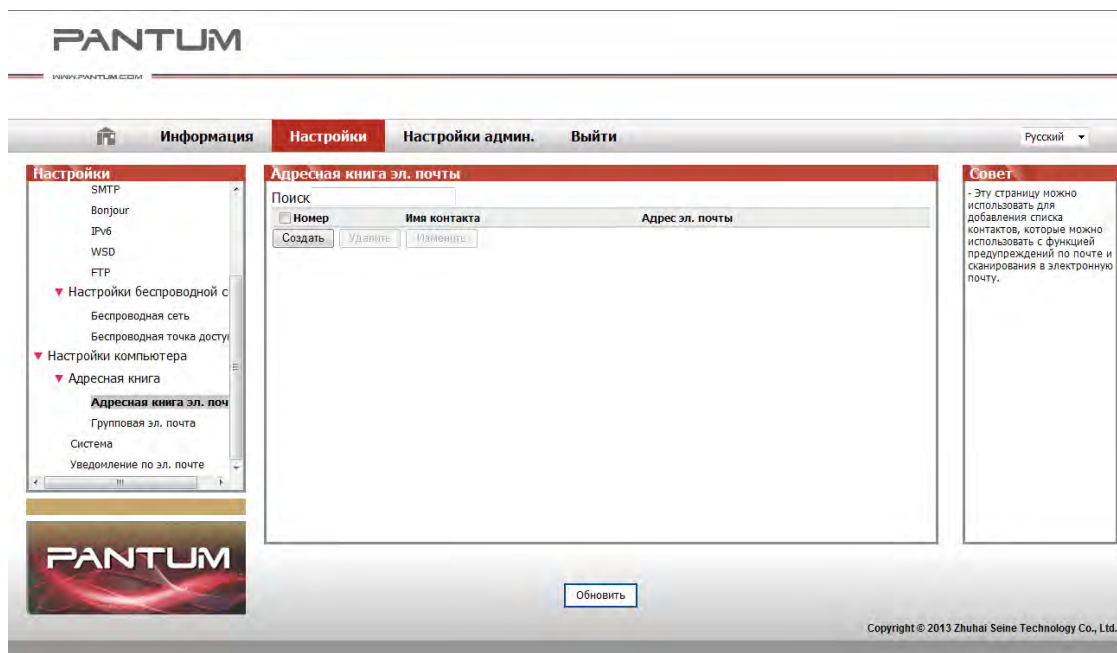 PANTUM
WWW.PANTUM.COM
Информация Настройки Настройки админ. Выйти Русский
Настройки
SMTP
Bonjour
IPv6
WSD
FTP
Настройки беспроводной с
Беспроводная сеть
Беспроводная точка досту
Настройки компьютера
Адресная книга
Адресная книга эл. поч
Групповая эл. почта
Система
Уведомление по эл. почте
PANTUM
Адресная книга эл. почты
Поиск
Номер Имя контакта Адрес эл. почты
Создать Удалить Изменить
Обновить
Совет
- Эту страницу можно
использовать для
добавления списка
контактов, которые можно
использовать с функцией
предупреждений по почте и
сканирования в электронную
почту.
Copyright © 2013 Zhuhai Seine Technology Co., Ltd.